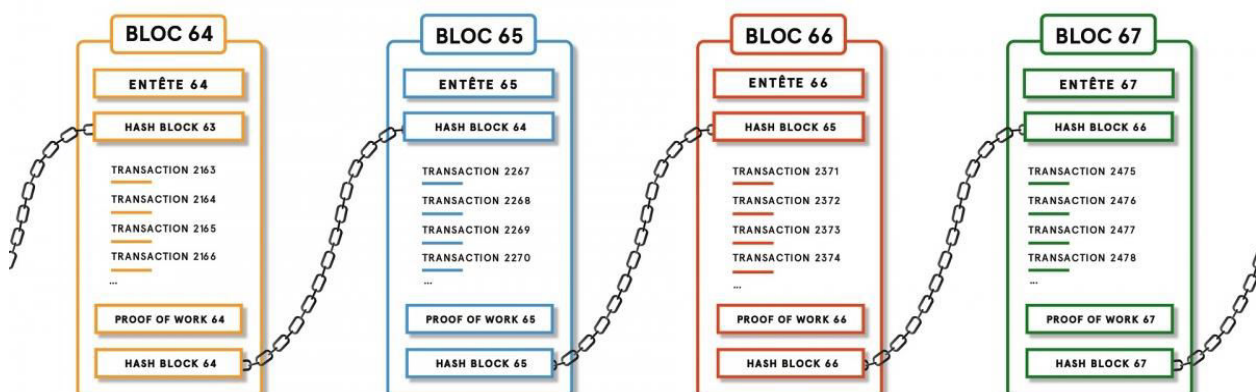 BLOC 64
ENTÊTE 64
HASH BLOCK 63
TRANSACTION 2163
TRANSACTION 2164
TRANSACTION 2165
TRANSACTION 2166
...
PROOF OF WORK 64
HASH BLOCK 64
BLOC 65
ENTÊTE 65
HASH BLOCK 64
TRANSACTION 2267
TRANSACTION 2268
TRANSACTION 2269
TRANSACTION 2270
...
PROOF OF WORK 65
HASH BLOCK 65
BLOC 66
ENTÊTE 66
HASH BLOCK 65
TRANSACTION 2371
TRANSACTION 2372
TRANSACTION 2373
TRANSACTION 2374
...
PROOF OF WORK 66
HASH BLOCK 66
BLOC 67
ENTÊTE 67
HASH BLOCK 66
TRANSACTION 2475
TRANSACTION 2476
TRANSACTION 2477
TRANSACTION 2478
...
PROOF OF WORK 67
HASH BLOCK 67